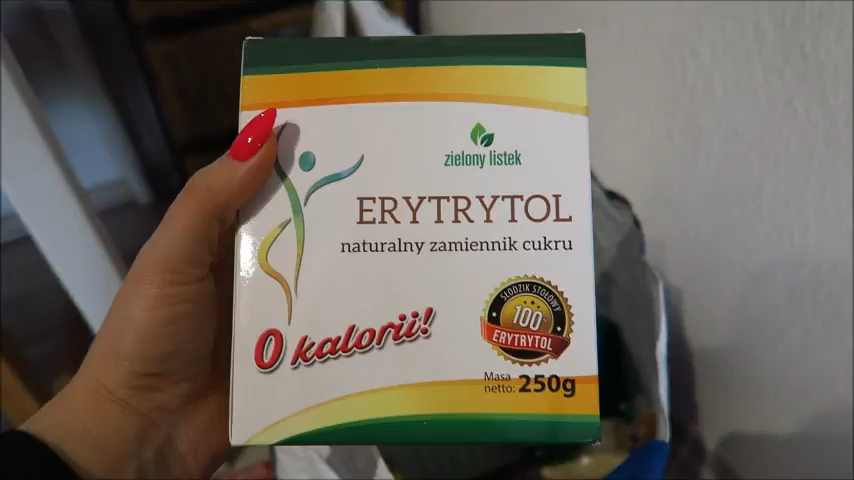 zielony listek
ERYTRYTOL
naturalny zamiennik cukru
0 kalorii!
SŁODZIK STOŁOWY
100
ERYTRYTOL
Masa
netto: 250g